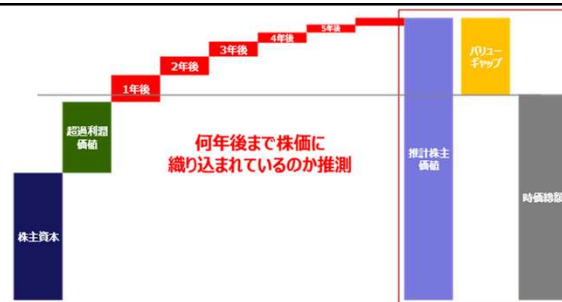 株主資本
超過利潤
価値
1年後
2年後
3年後
4年後
5年後
何年後まで株価に
織り込まれているのか推測
推計株主
価値
バリュー
ギャップ
時価総額